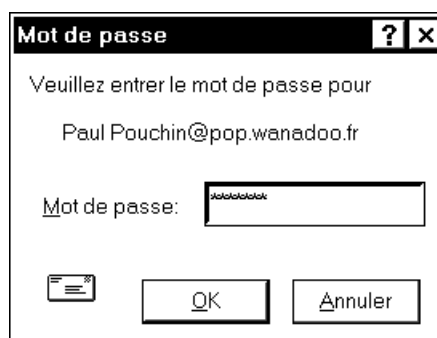 Mot de passe
Veuillez entrer le mot de passe pour
Paul Pouchin@pop.wanadoo.fr
Mot de passe: ********
OK Annuler